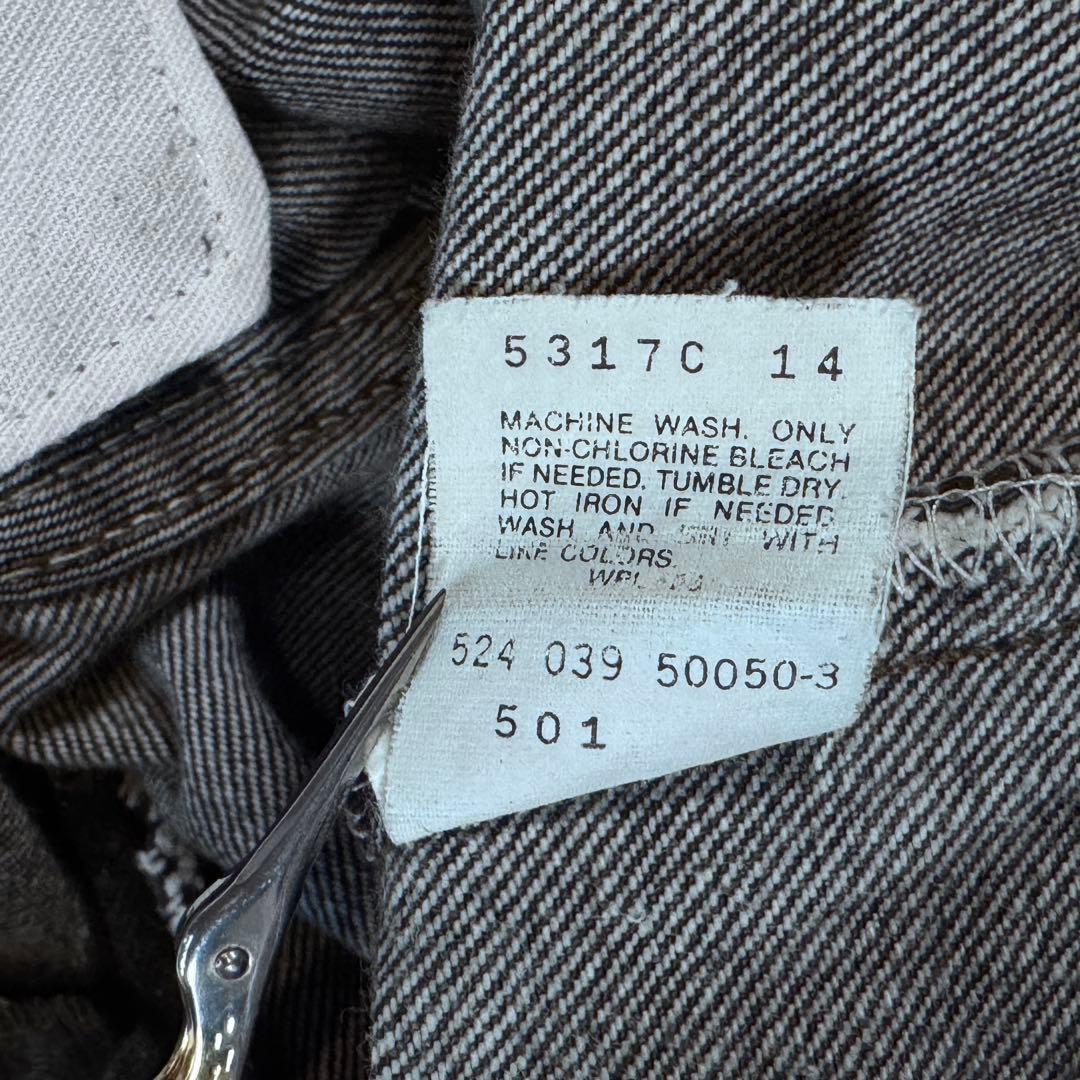 5317C 14
MACHINE WASH. ONLY
NON-CHLORINE BLEACH
IF NEEDED. TUMBLE DRY.
HOT IRON IF NEEDED
WASH AND WITH
LIKE COLORS.
WPL
524 039 50050-3
501